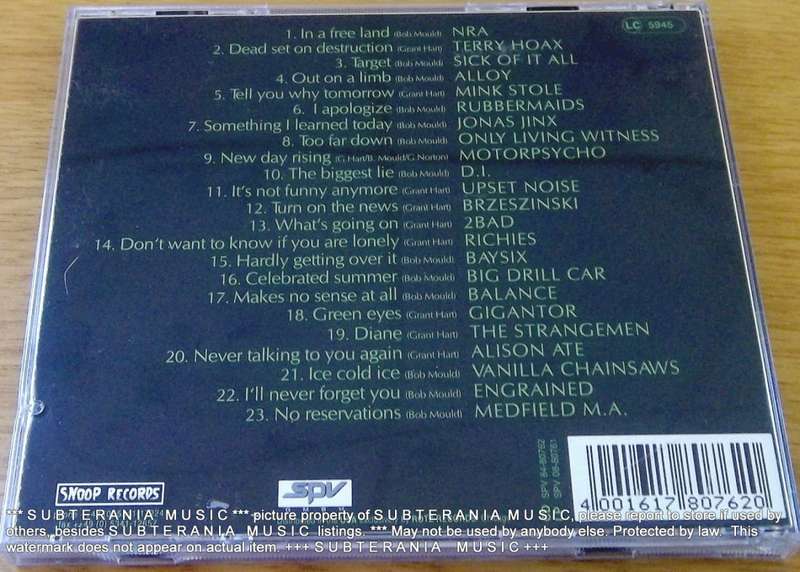 LC 5945
1. In a free land (Bob Mould) NRA
2. Dead set on destruction (Grant Hart) TERRY HOAX
3. Target (Bob Mould) SICK OF IT ALL
4. Out on a limb (Bob Mould) ALLOY
5. Tell you why tomorrow (Grant Hart) MINK STOLE
6. I apologize (Bob Mould) RUBBERMAIDS
7. Something I learned today (Bob Mould) JONAS JINX
8. Too far down (Bob Mould) ONLY LIVING WITNESS
9. New day rising (G.Hart/B. Mould/G.Norton) MOTORPSYCHO
10. The biggest lie (Bob Mould) D.I.
11. It's not funny anymore (Grant Hart) UPSET NOISE
12. Turn on the news (Grant Hart) BRZESZINSKI
13. What's going on (Grant Hart) 2BAD
14. Don't want to know if you are lonely (Grant Hart) RICHIES
15. Hardly getting over it (Bob Mould) BAYSIX
16. Celebrated summer (Bob Mould) BIG DRILL CAR
17. Makes no sense at all (Bob Mould) BALANCE
18. Green eyes (Grant Hart) GIGANTOR
19. Diane (Grant Hart) THE STRANGEMEN
20. Never talking to you again (Grant Hart) ALISON ATE
21. Ice cold ice (Bob Mould) VANILLA CHAINSAWS
22. I'll never forget you (Bob Mould) ENGRAINED
23. No reservations (Bob Mould) MEDFIELD M.A.
SNOOP RECORDS
spv
SPV 84-80762
SPV 08-80761
4 001617 807620
*** SUBTERANIA MUSIC *** picture property of SUBTERANIA MUSIC, please report to store if used by
others, besides SUBTERANIA MUSIC listings. *** May not be used by anybody else. Protected by law. This
watermark does not appear on actual item. +++ SUBTERANIA MUSIC +++